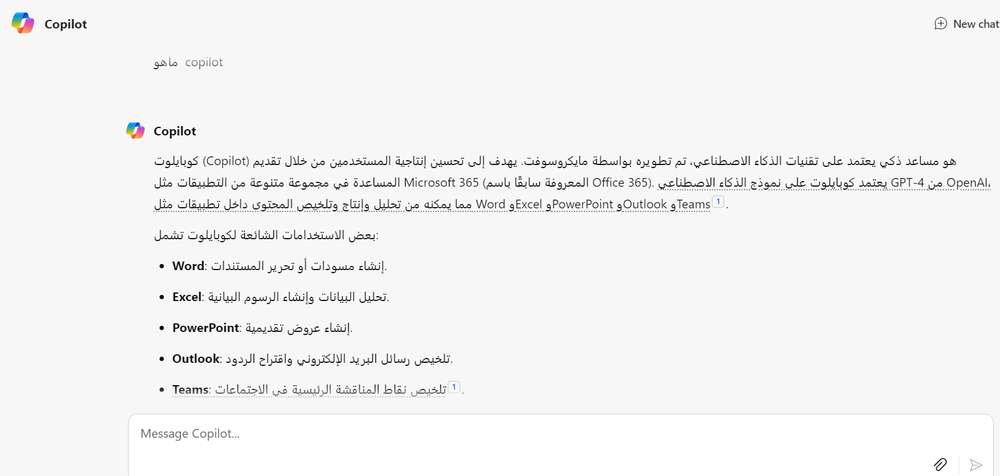 Copilot
New chat
ماهو copilot
Copilot
كوبايلوت (Copilot) هو مساعد ذكي يعتمد على تقنيات الذكاء الاصطناعي، تم تطويره بواسطة مايكروسوفت. يهدف إلى تحسين إنتاجية المستخدمين من خلال تقديم
المساعدة في مجموعة متنوعة من التطبيقات مثل Microsoft 365 (المعروفة سابقًا باسم Office 365). يعتمد كوبايلوت على نموذج الذكاء الاصطناعي GPT-4 من OpenAI،
مما يمكنه من تحليل وإنتاج وتلخيص المحتوى داخل تطبيقات مثل Word وExcel وPowerPoint وOutlook وTeams 1.
بعض الاستخدامات الشائعة لكوبايلوت تشمل:
• Word: إنشاء مسودات أو تحرير المستندات.
• Excel: تحليل البيانات وإنشاء الرسوم البيانية.
• PowerPoint: إنشاء عروض تقديمية.
• Outlook: تلخيص رسائل البريد الإلكتروني واقتراح الردود.
• Teams: تلخيص نقاط المناقشة الرئيسية في الاجتماعات 1.
Message Copilot...